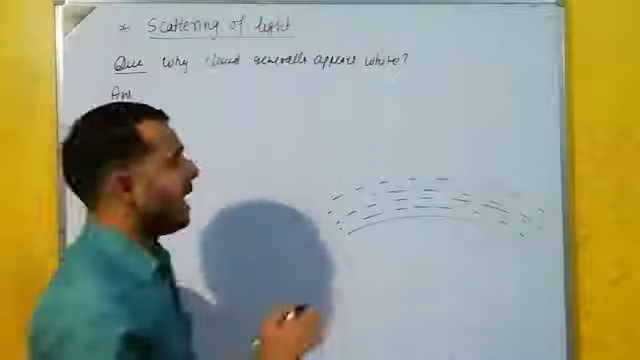 * Scattering of light
Que why cloud generally appears white?
Ans